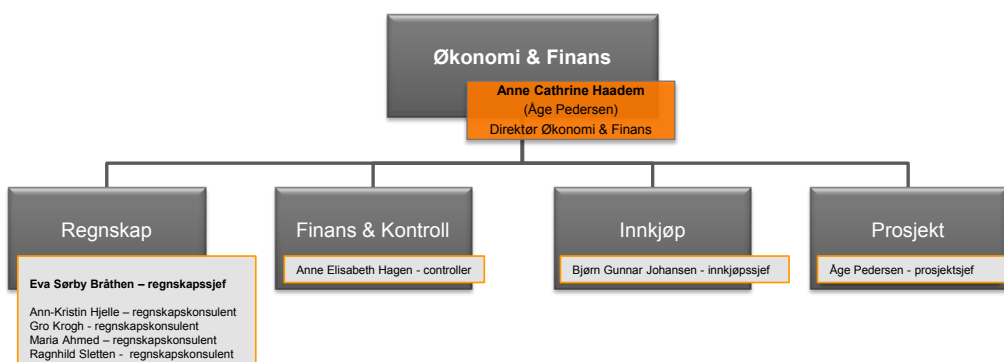 Økonomi & Finans
Anne Cathrine Haadem
(Åge Pedersen)
Direktør Økonomi & Finans
Regnskap
Eva Sørby Bråthen – regnskapssjef
Ann-Kristin Hjelle – regnskapskonsulent
Gro Krogh - regnskapskonsulent
Maria Ahmed – regnskapskonsulent
Ragnhild Sletten - regnskapskonsulent
Finans & Kontroll
Anne Elisabeth Hagen - controller
Innkjøp
Bjørn Gunnar Johansen - innkjøpssjef
Prosjekt
Åge Pedersen - prosjektsjef